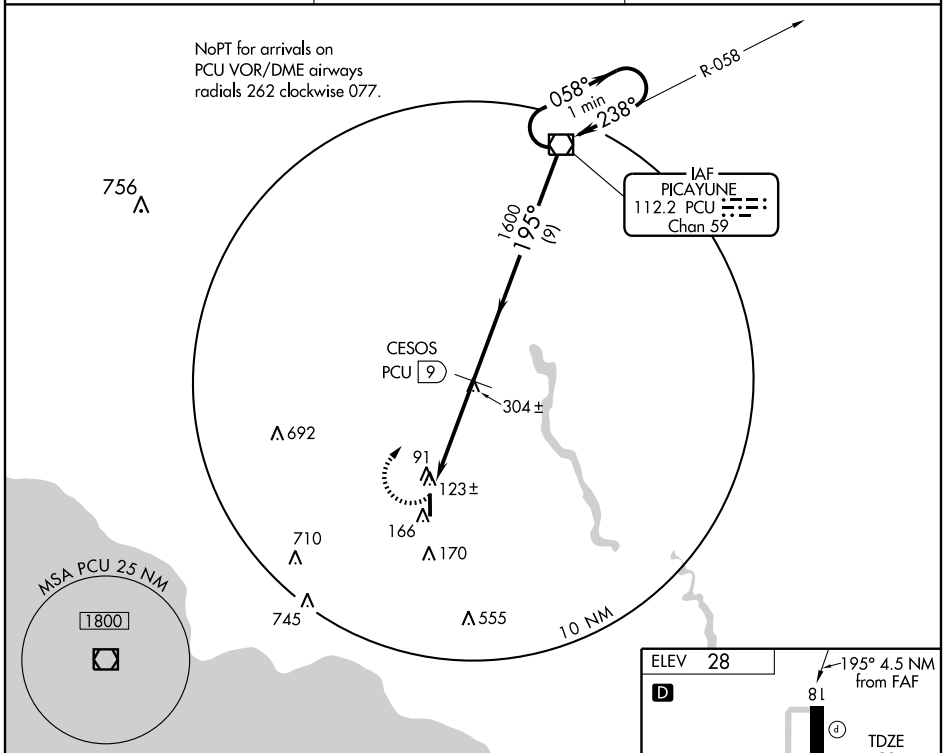 NoPT for arrivals on
PCU VOR/DME airways
radials 262 clockwise 077.
R-058
058°
1 min
238°
IAF
PICAYUNE
112.2 PCU
Chan 59
756
1600
195°
(9)
CESOS
PCU 9
304±
692
91
123±
166
170
710
745
555
10 NM
MSA PCU 25 NM
1800
ELEV 28
195° 4.5 NM
from FAF
D
18
P
TDZE